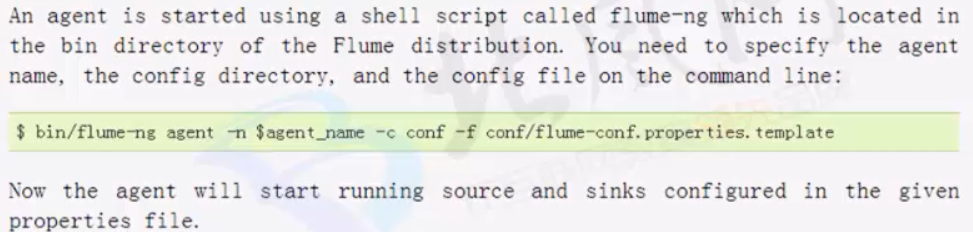 An agent is started using a shell script called flume-ng which is located in
the bin directory of the Flume distribution. You need to specify the agent
name, the config directory, and the config file on the command line:
$ bin/flume-ng agent -n $agent_name -c conf -f conf/flume-conf.properties.template
Now the agent will start running source and sinks configured in the given
properties file.